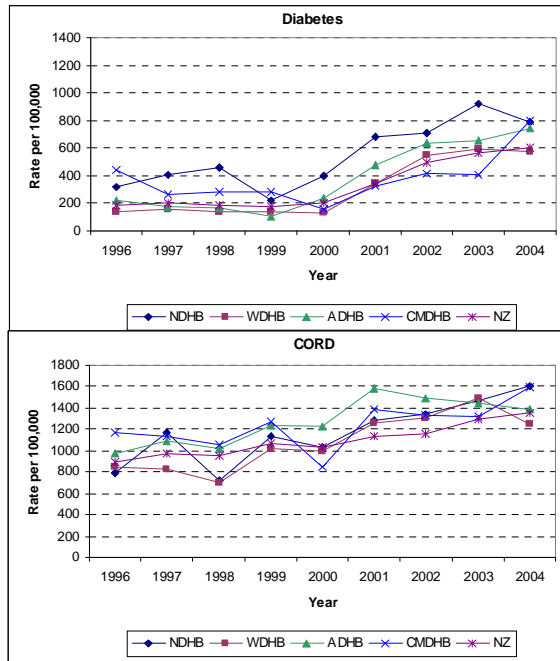 Diabetes
1400
1200
1000
800
600
400
200
0
Rate per 100,000
1996 1997 1998 1999 2000 2001 2002 2003 2004
Year
NDHB WDHB ADHB CMDHB NZ
CORD
1800
1600
1400
1200
1000
800
600
400
200
0
Rate per 100,000
1996 1997 1998 1999 2000 2001 2002 2003 2004
Year
NDHB WDHB ADHB CMDHB NZ